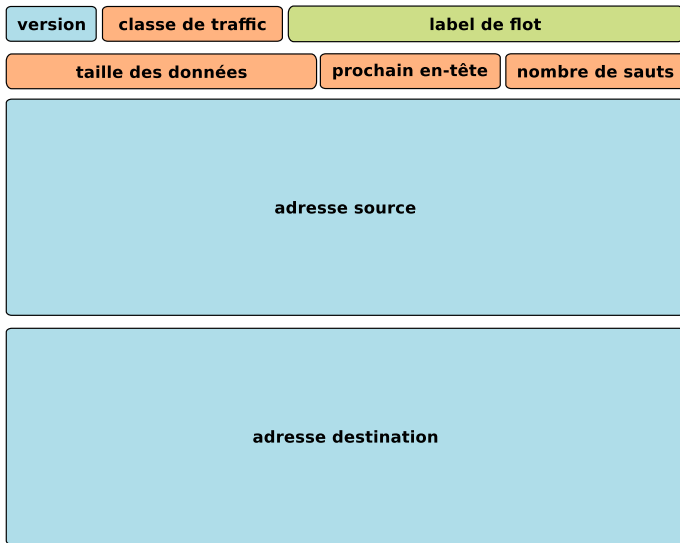 version classe de traffic label de flot
taille des données prochain en-tête nombre de sauts
adresse source
adresse destination